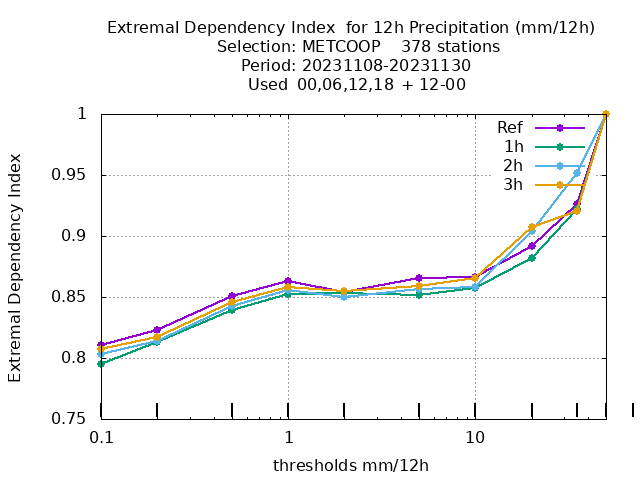 Extremal Dependency Index  for 12h Precipitation (mm/12h)
Selection: METCOOP    378 stations
Period: 20231108-20231130
Used  00,06,12,18  + 12-00
Extremal Dependency Index
1
0.95
0.9
0.85
0.8
0.75
Ref
1h
2h
3h
0.1
1
10
thresholds mm/12h